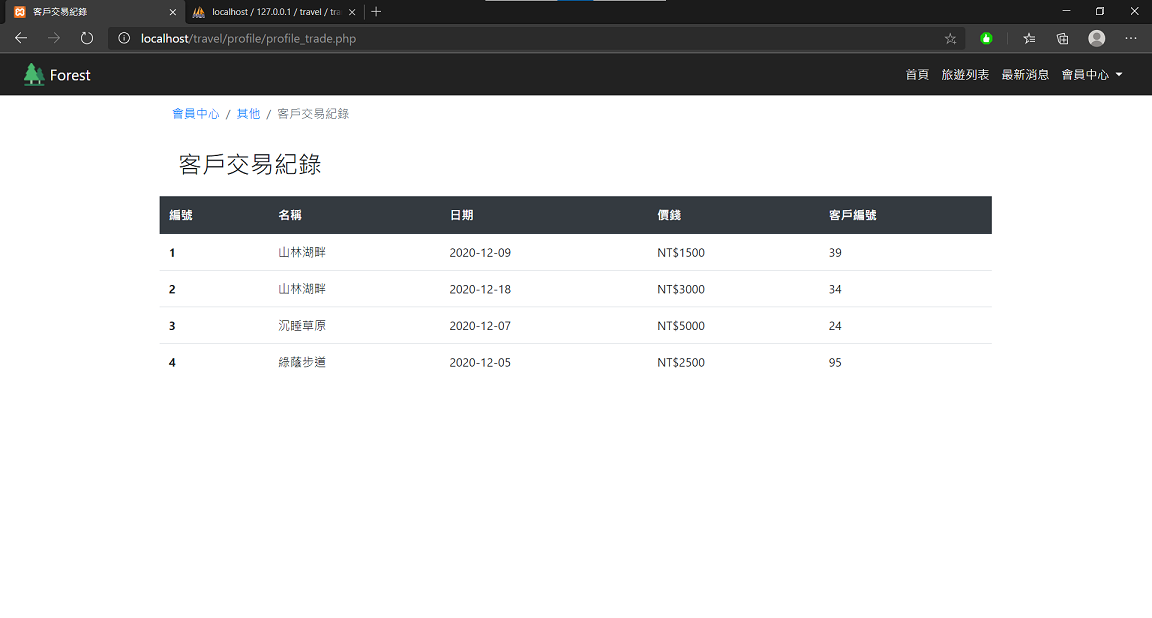 客戶交易紀錄
localhost / 127.0.0.1 / travel / tra
localhost/travel/profile/profile_trade.php
Forest
首頁 旅遊列表 最新消息 會員中心
會員中心 / 其他 / 客戶交易紀錄
客戶交易紀錄
編號 名稱 日期 價錢 客戶編號
1 山林湖畔 2020-12-09 NT$1500 39
2 山林湖畔 2020-12-18 NT$3000 34
3 沉睡草原 2020-12-07 NT$5000 24
4 綠蔭步道 2020-12-05 NT$2500 95